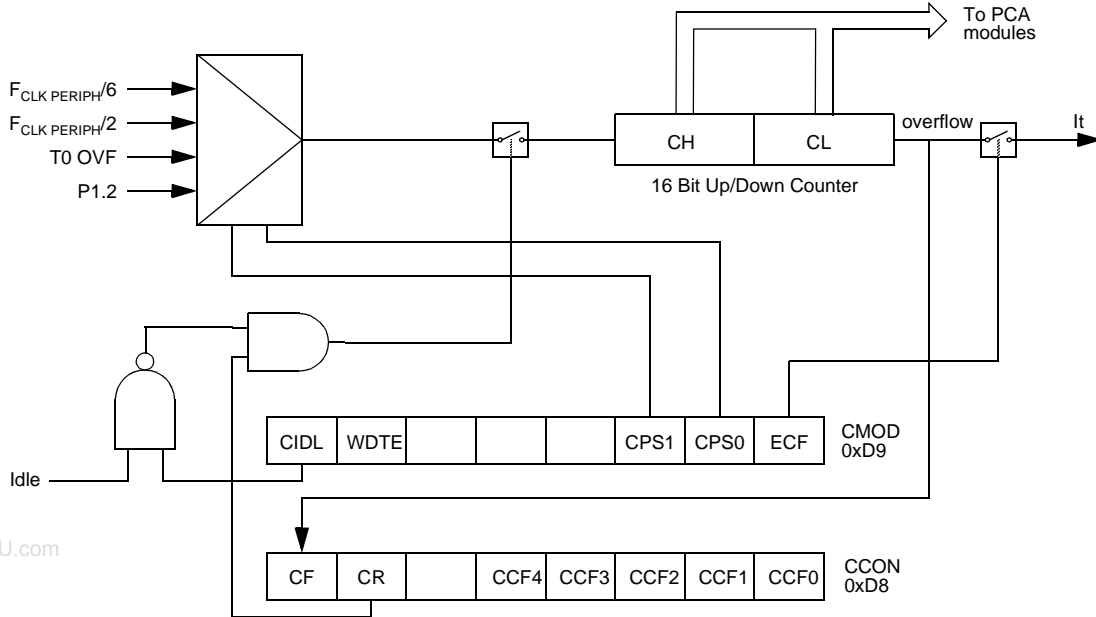 To PCA
modules
FCLK PERIPH/6
FCLK PERIPH/2
T0 OVF
P1.2
CH
CL
overflow
It
16 Bit Up/Down Counter
CIDL
WDTE
CPS1
CPS0
ECF
CMOD
0xD9
Idle
U.com
CF
CR
CCF4
CCF3
CCF2
CCF1
CCF0
CCON
0xD8